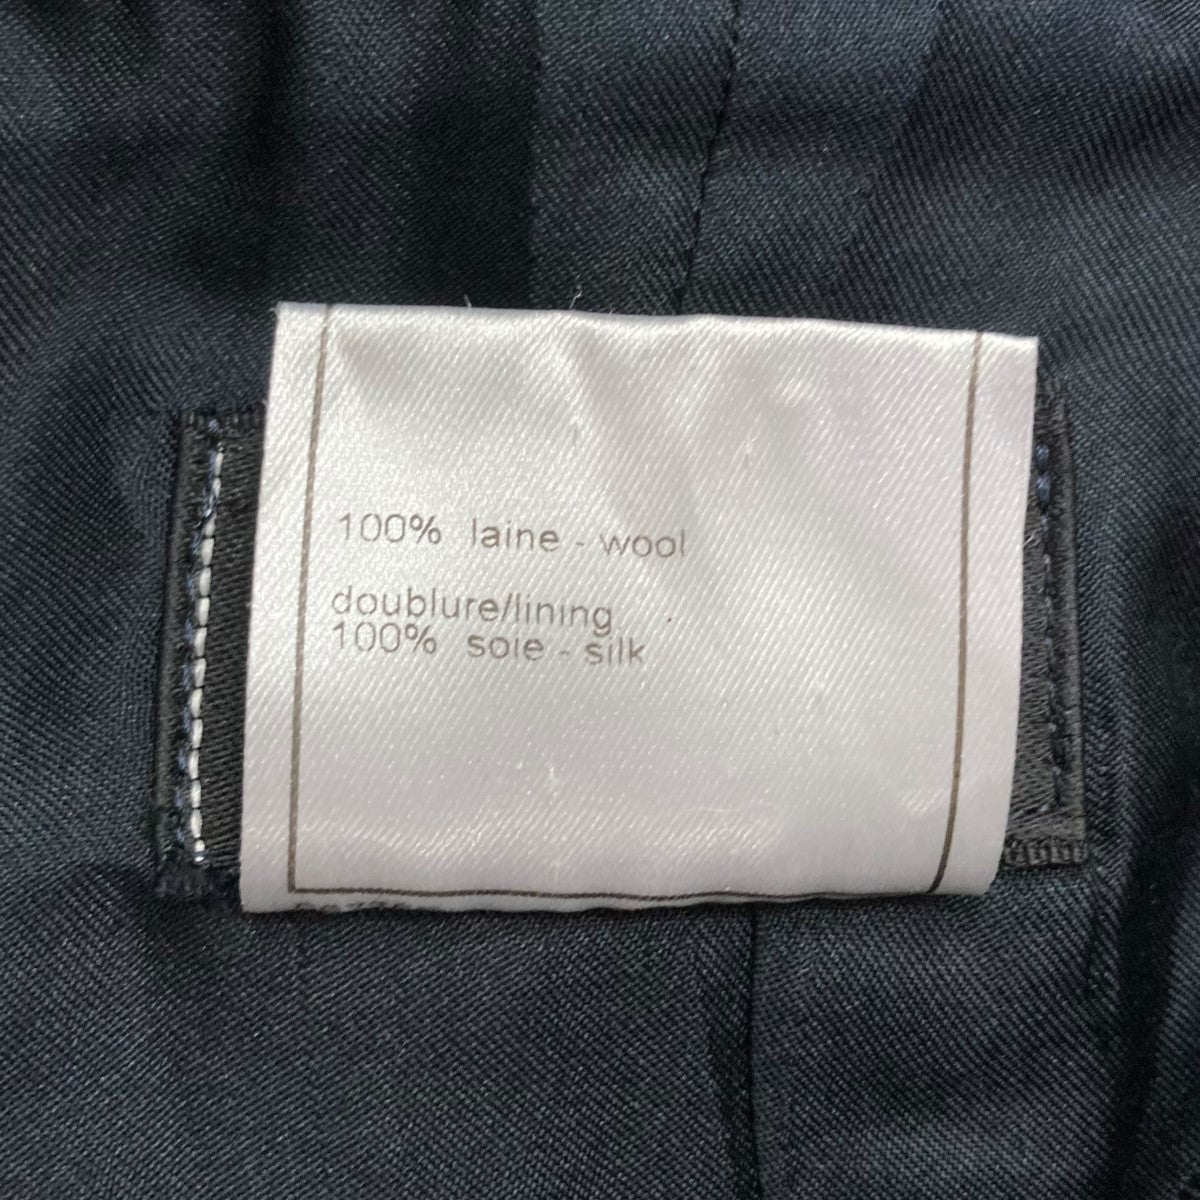 100% laine - wool
doublure/lining
100% soie - silk